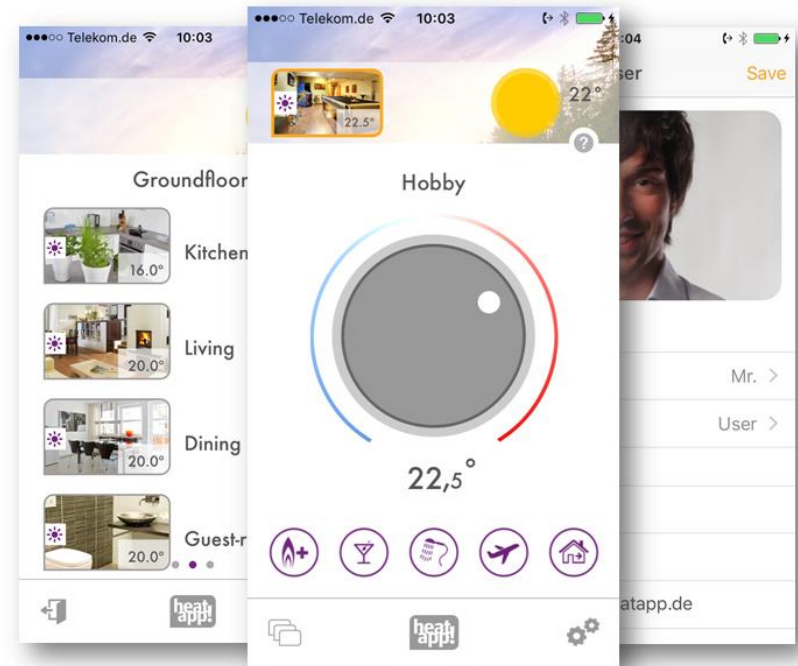 ●●●○○ Telekom.de 10:03
Groundfloor
16.0°
Kitchen
20.0°
Living
20.0°
Dining
20.0°
Guest-r
heat
app!
●●●○○ Telekom.de 10:03
22.5°
22°
?
Hobby
22,5°
heat
app!
:04
ser
Save
Mr. >
User >
atapp.de